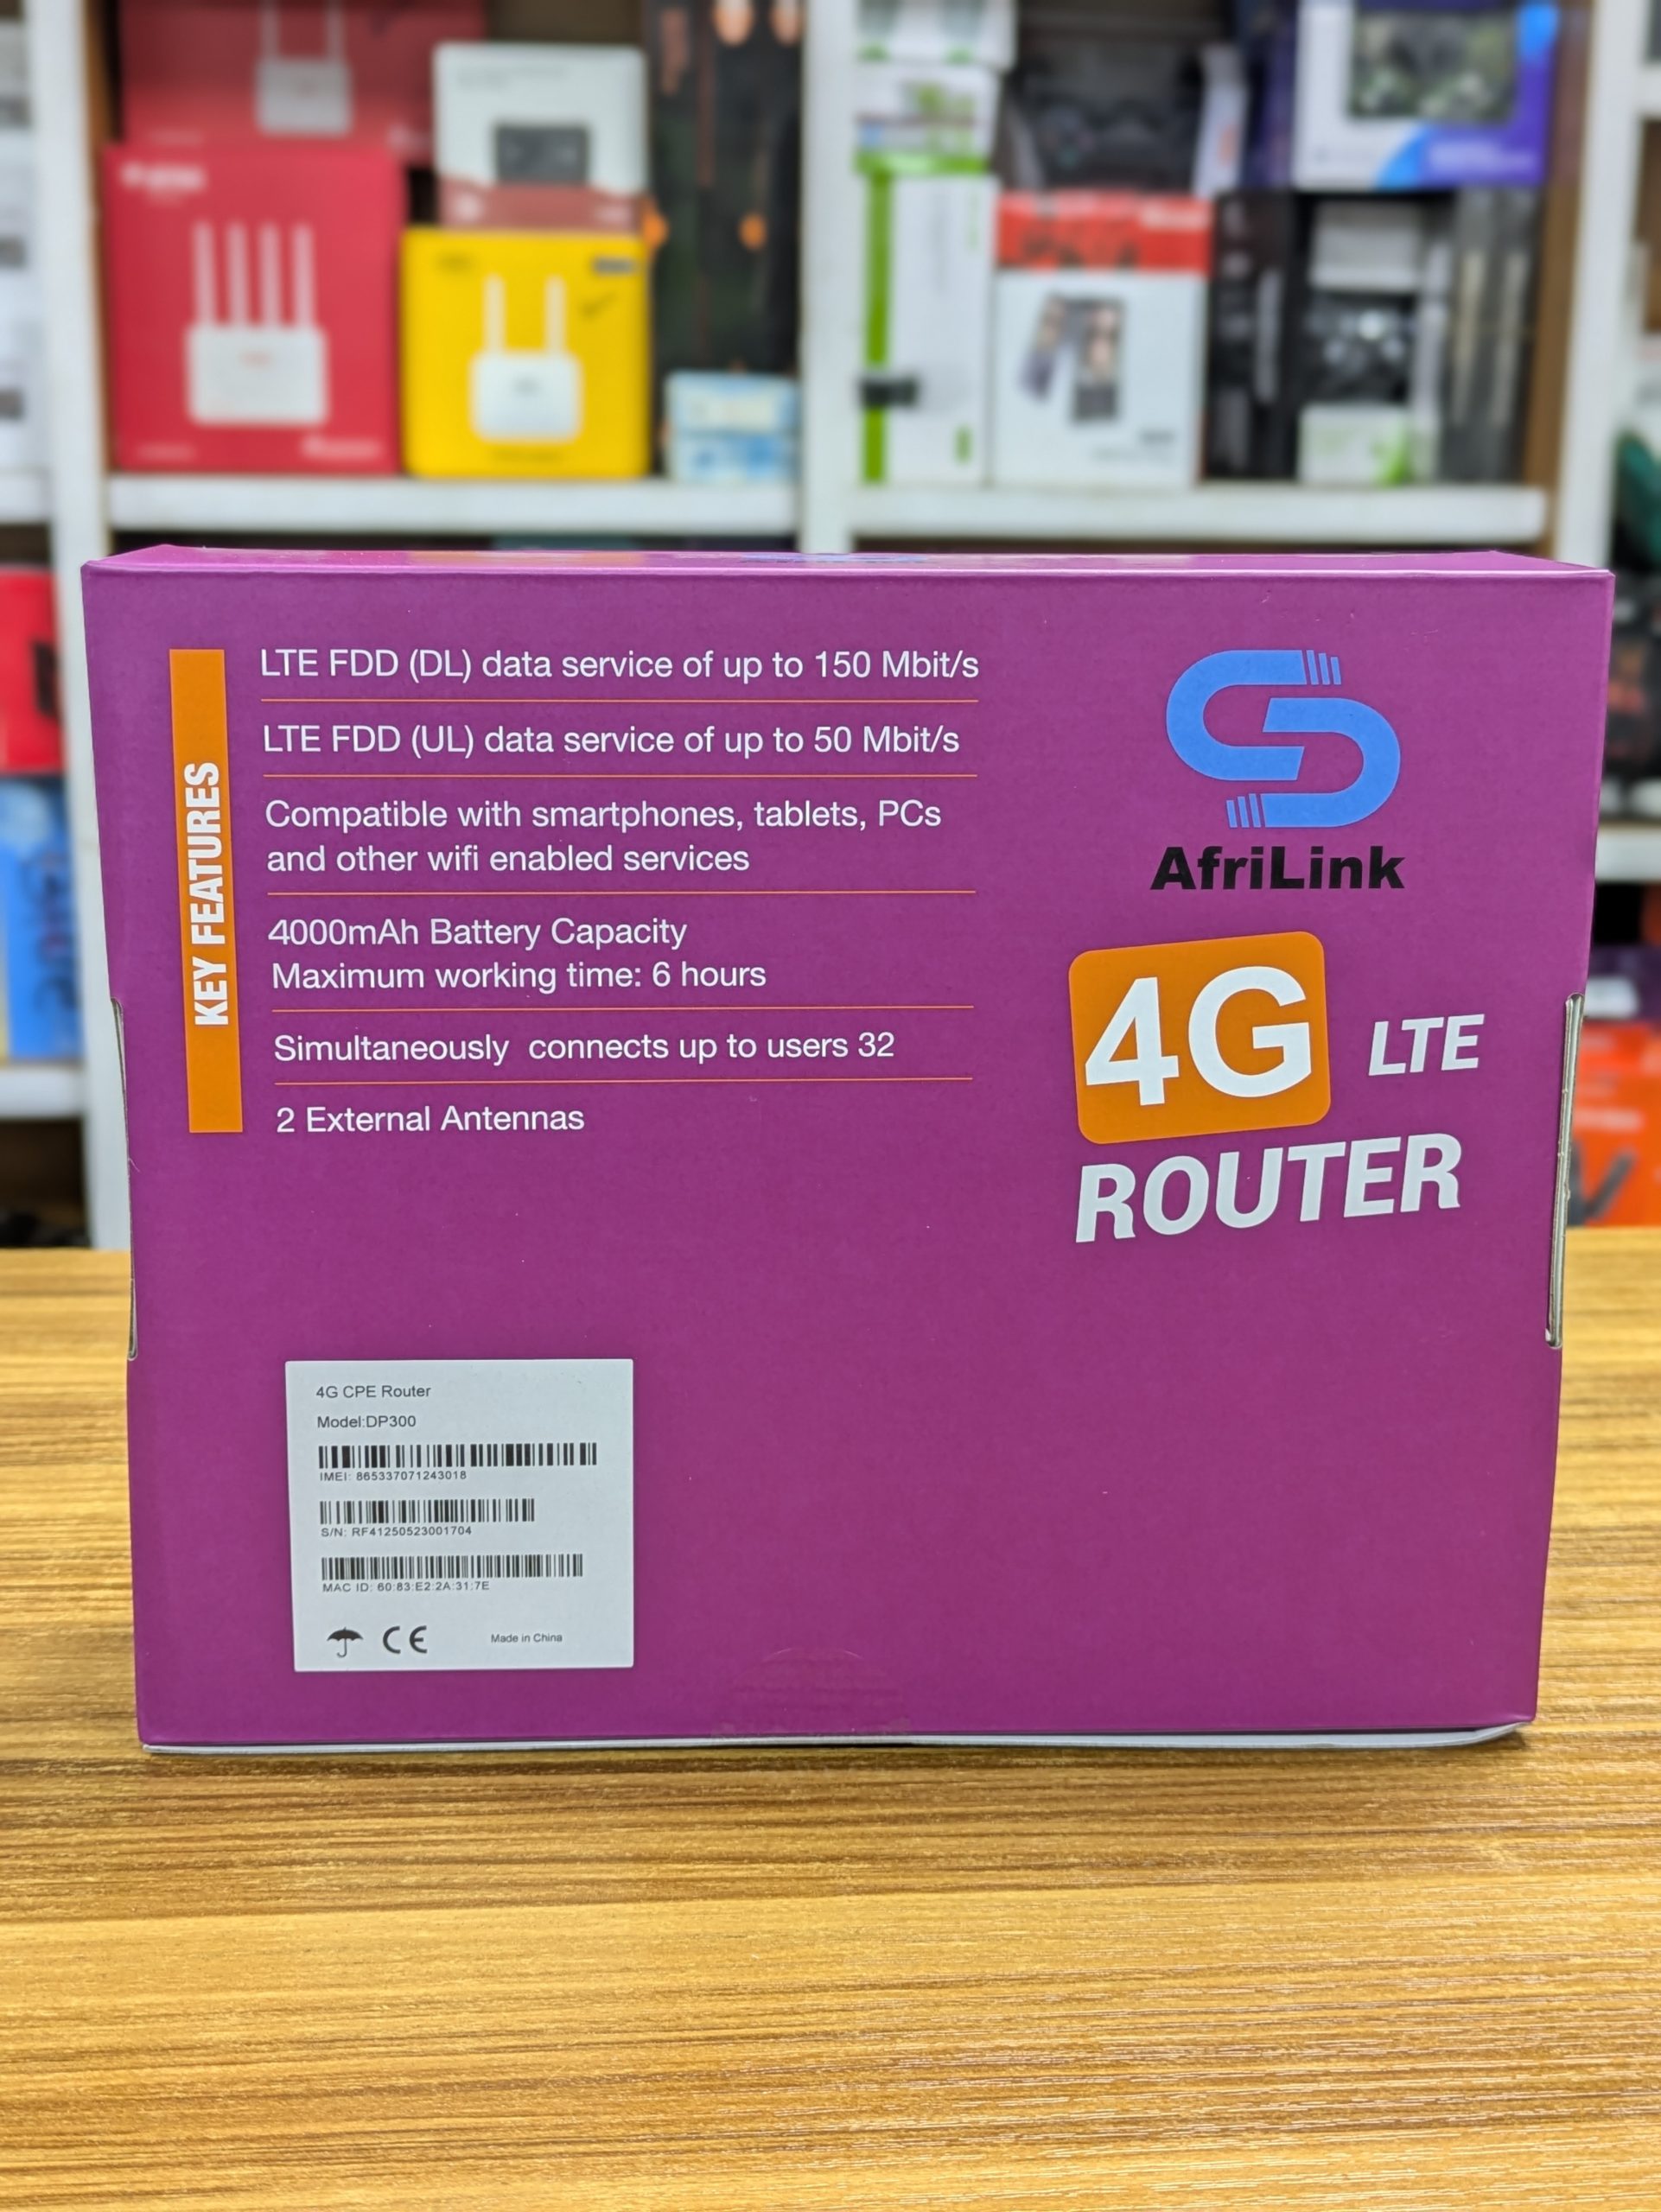 KEY FEATURES
LTE FDD (DL) data service of up to 150 Mbit/s
LTE FDD (UL) data service of up to 50 Mbit/s
Compatible with smartphones, tablets, PCs
and other wifi enabled services
4000mAh Battery Capacity
Maximum working time: 6 hours
Simultaneously connects up to users 32
2 External Antennas
AfriLink
4G LTE
ROUTER
4G CPE Router
Model:DP300
IMEI: 865337071243018
S/N: RF41250523001704
MAC ID: 60:83:E2:2A:31:7E
CE
Made in China